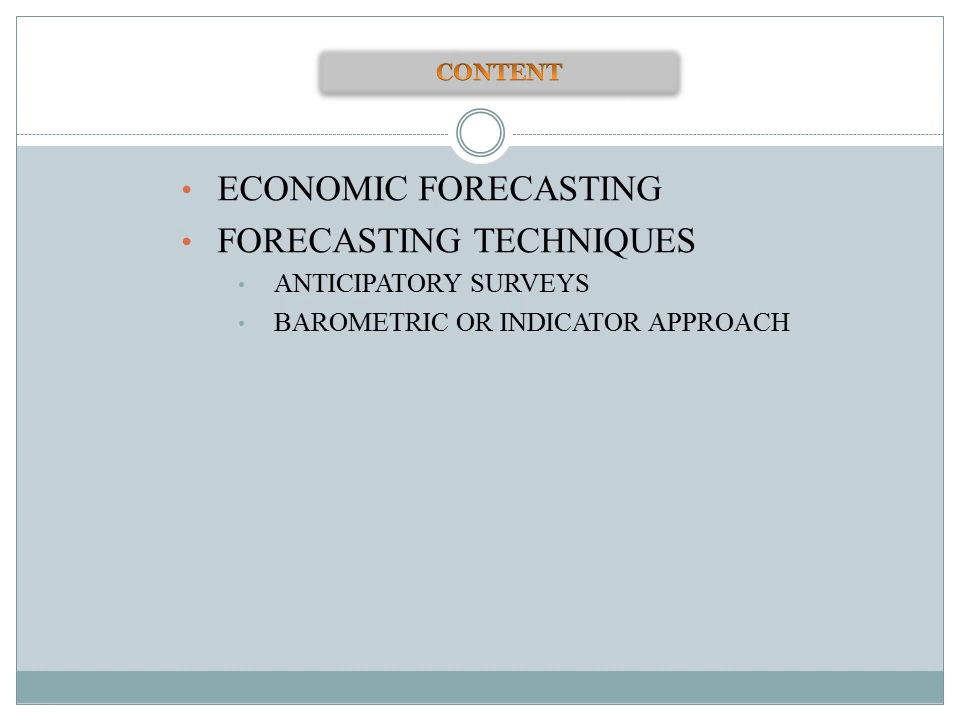 CONTENT
• ECONOMIC FORECASTING
• FORECASTING TECHNIQUES
• ANTICIPATORY SURVEYS
• BAROMETRIC OR INDICATOR APPROACH